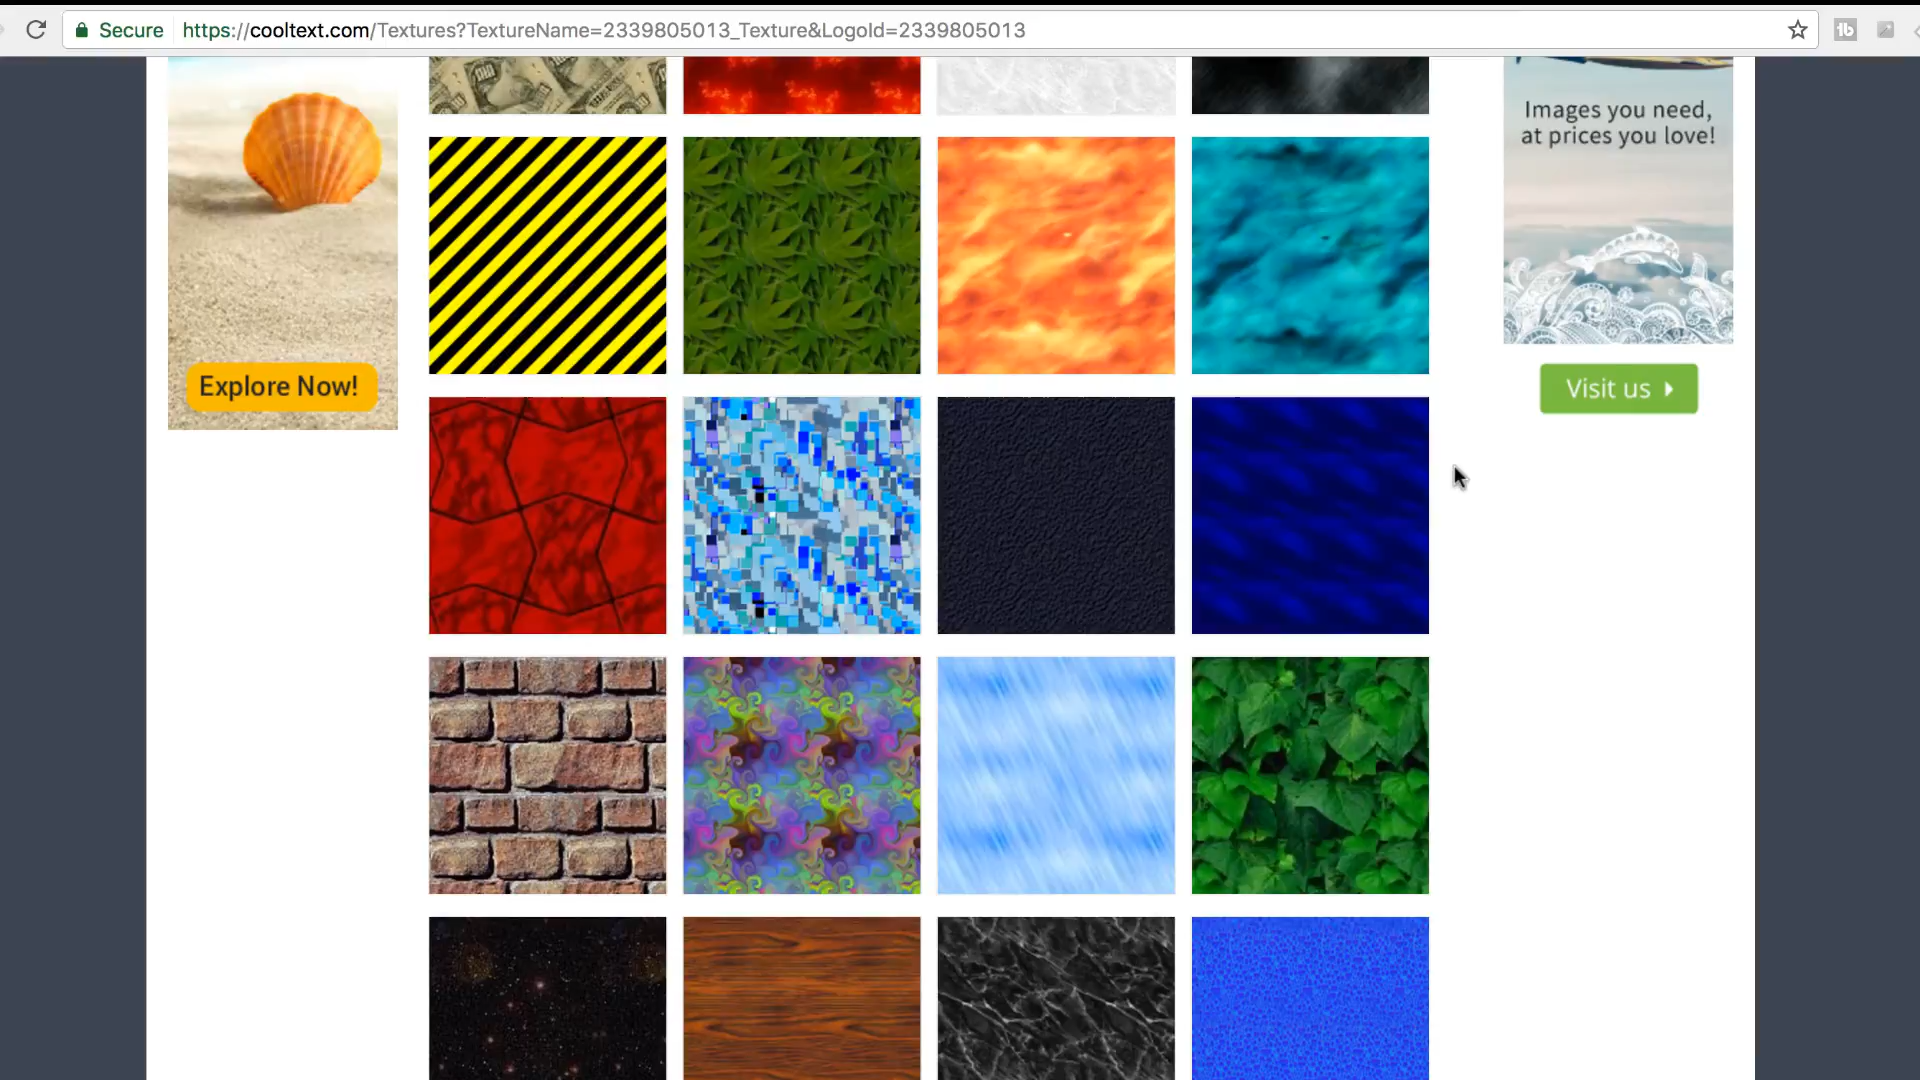 Secure https://cooltext.com/Textures?TextureName=2339805013_Texture&LogoId=2339805013
Images you need,
at prices you love!
Explore Now!
Visit us